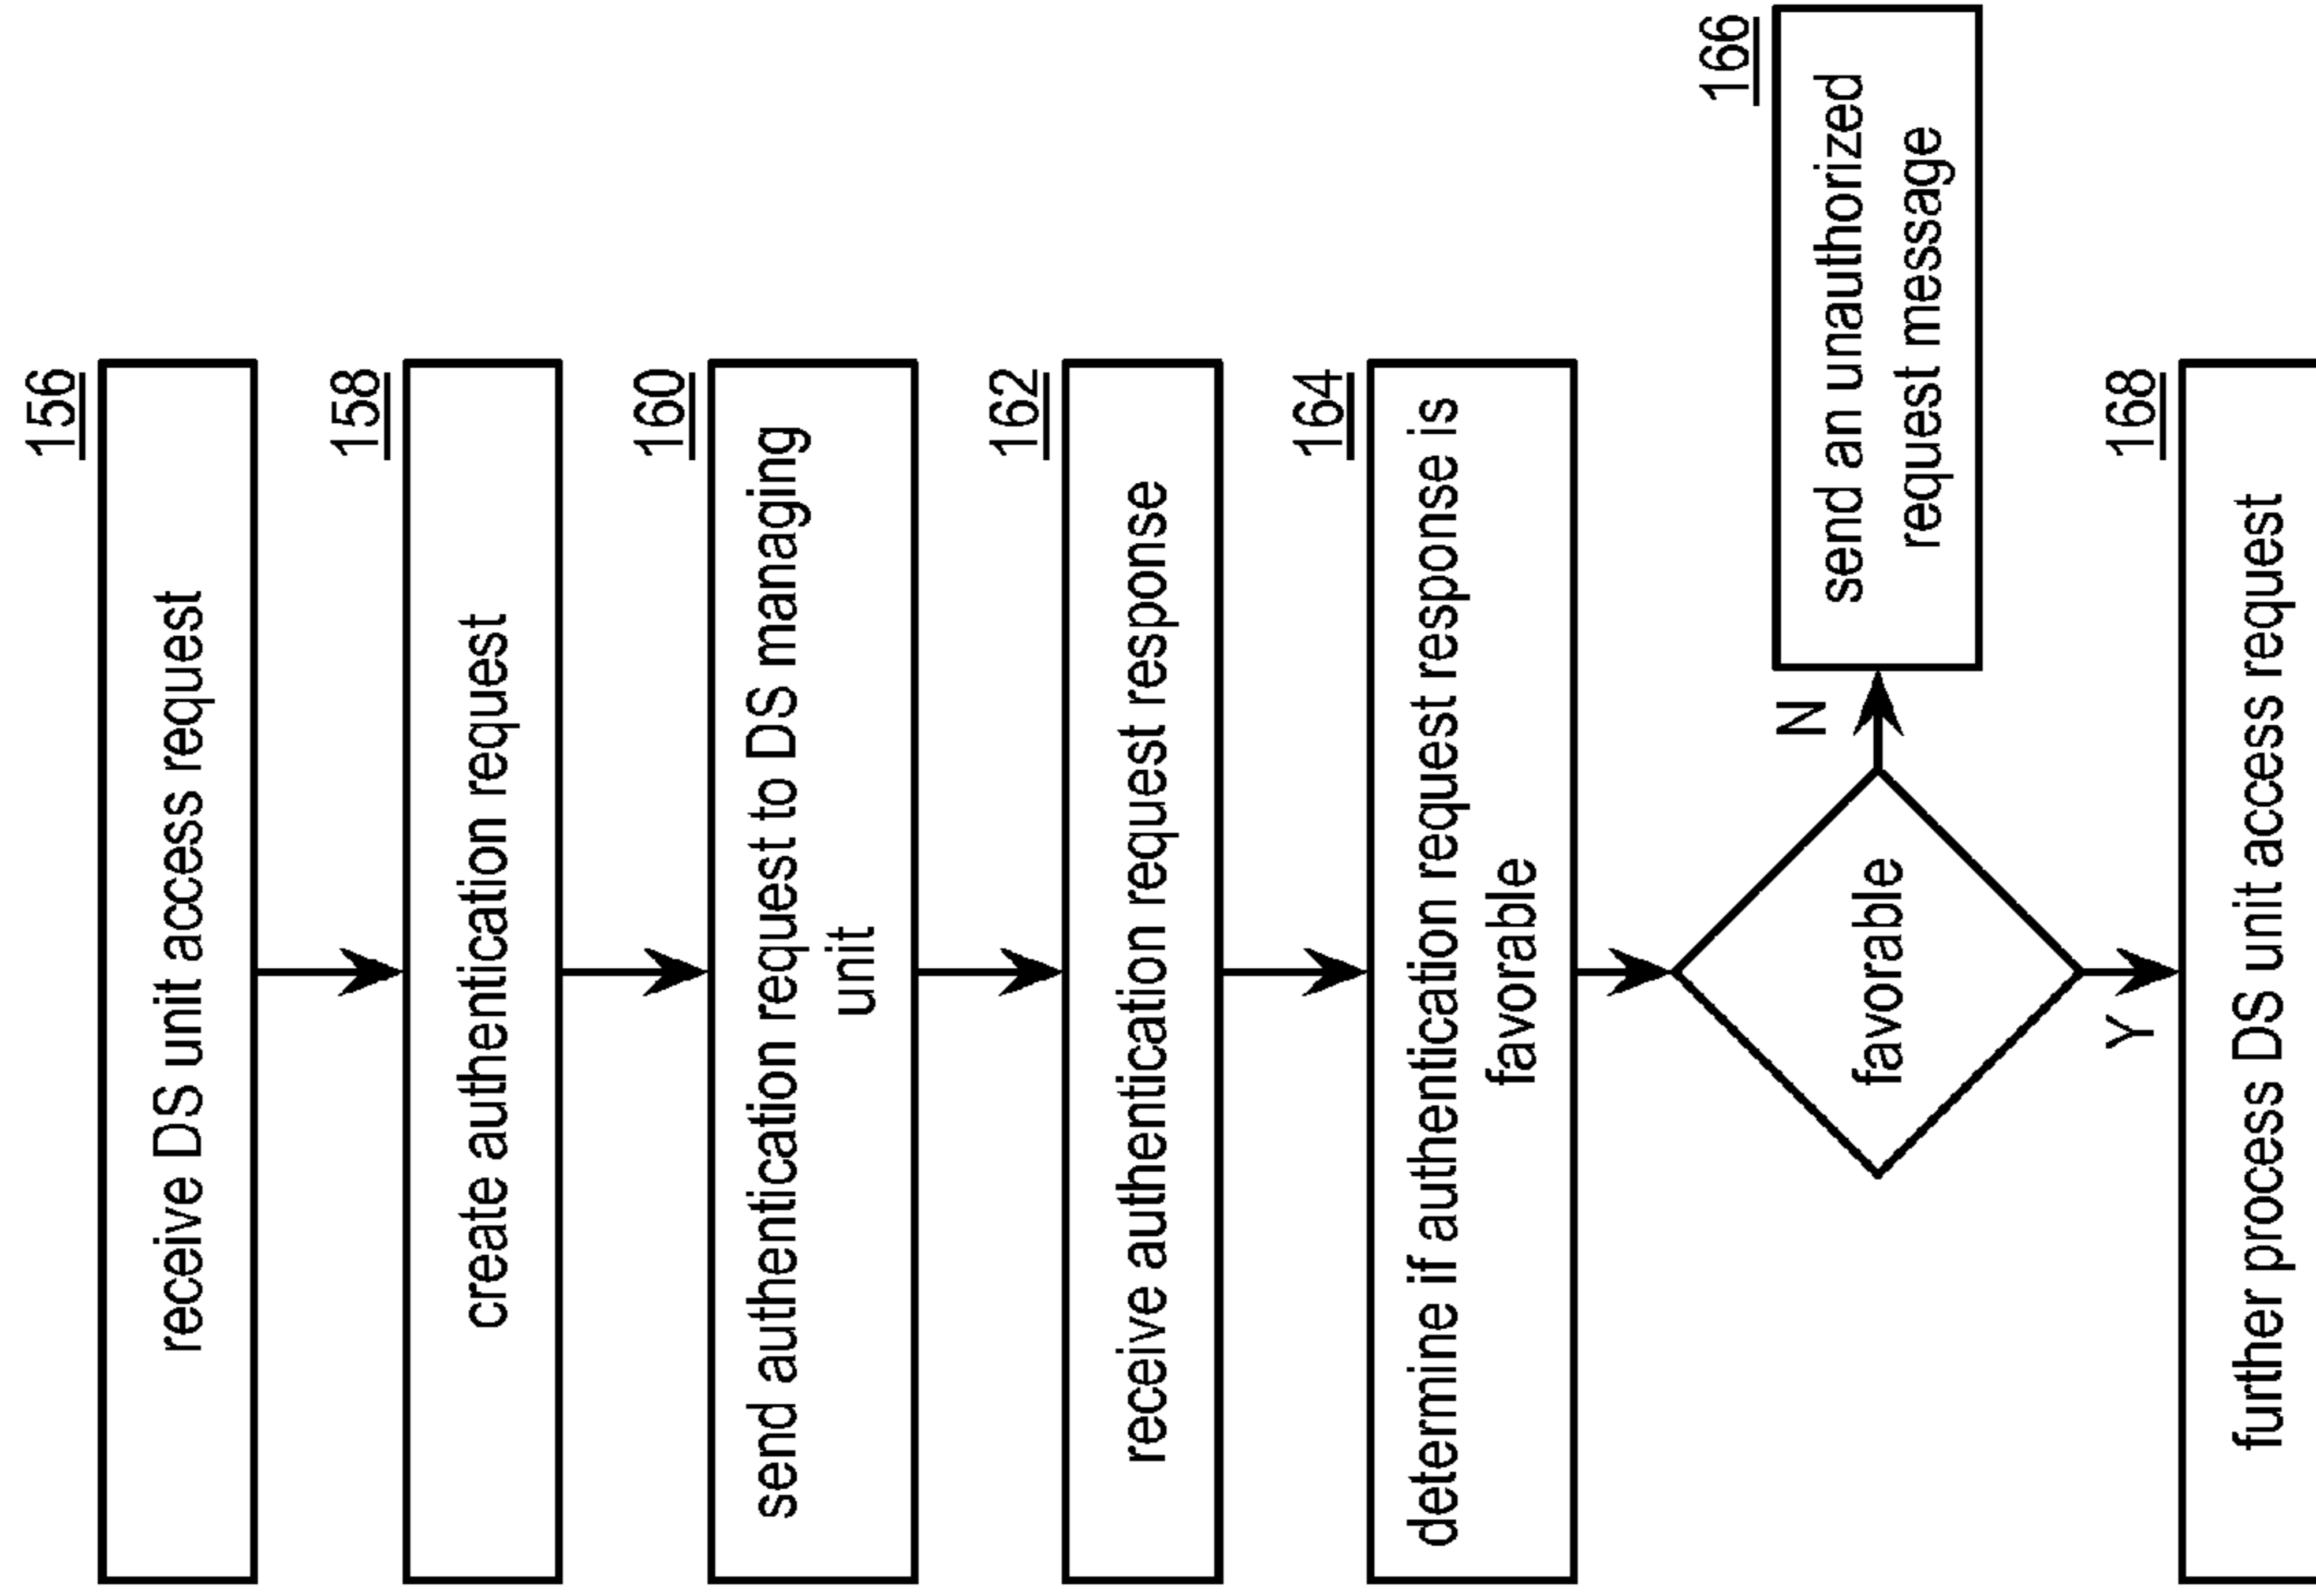 156
receive DS unit access request
158
create authentication request
160
send authentication request to DS managing
unit
162
receive authentication request response
164
determine if authentication request response is
favorable
favorable
N
166
send an unauthorized
request message
Y
168
further process DS unit access request